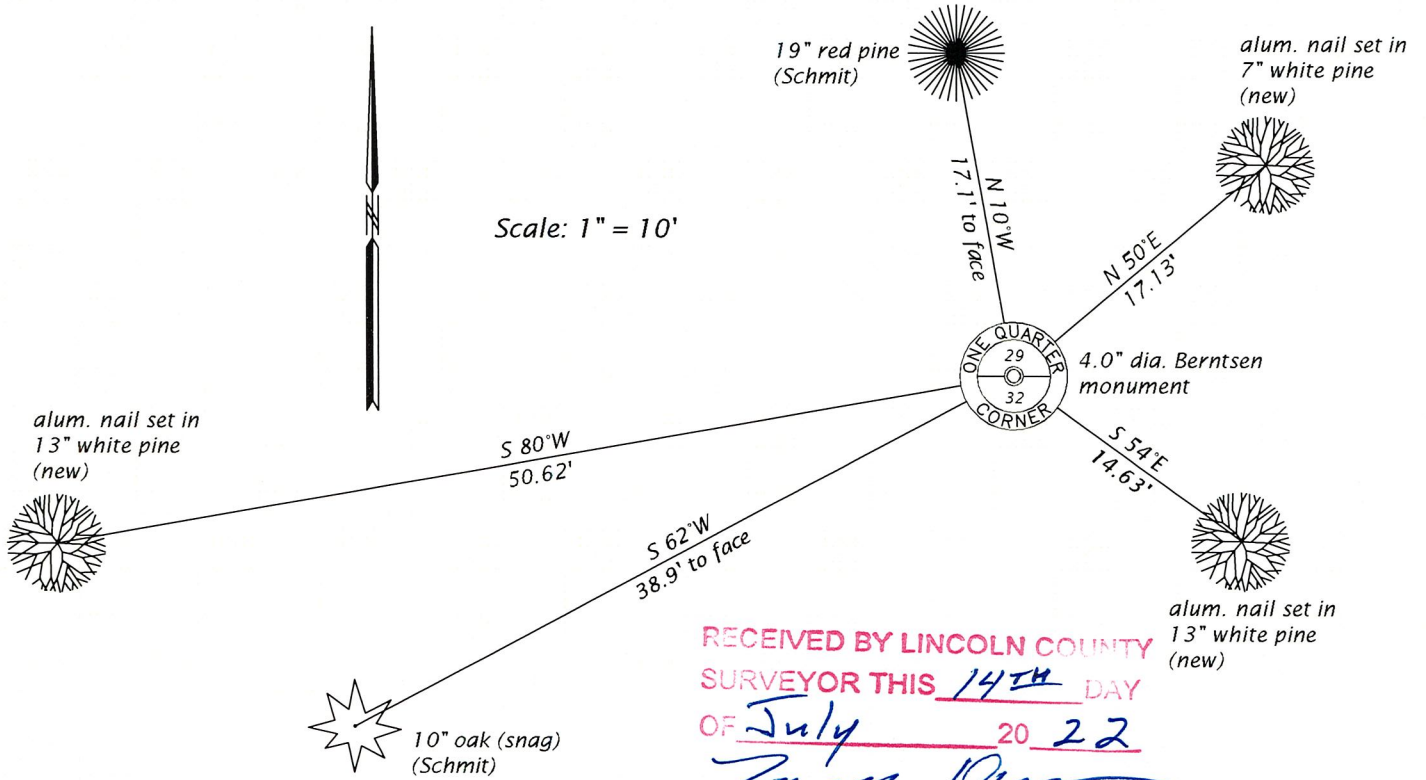 19" red pine
(Schmit)
alum. nail set in
7" white pine
(new)
N 10°W
17.1' to face
N 50°E
17.13'
Scale: 1" = 10'
N
ONE QUARTER
29
32
CORNER
4.0" dia. Berntsen
monument
alum. nail set in
13" white pine
(new)
S 80°W
50.62'
S 62°W
38.9' to face
S 54°E
14.63'
alum. nail set in
13" white pine
(new)
10" oak (snag)
(Schmit)
RECEIVED BY LINCOLN COUNTY
SURVEYOR THIS 14TH DAY
OF July 20 22